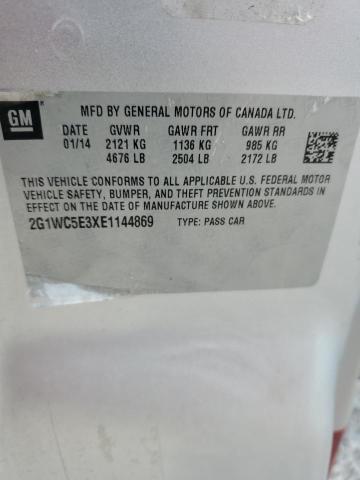 GM
MFD BY GENERAL MOTORS OF CANADA LTD.
DATE GVWR GAWR FRT GAWR RR
01/14 2121 KG 1136 KG 985 KG
4676 LB 2504 LB 2172 LB
THIS VEHICLE CONFORMS TO ALL APPLICABLE U.S. FEDERAL MOTOR
VEHICLE SAFETY, BUMPER, AND THEFT PREVENTION STANDARDS IN
EFFECT ON THE DATE OF MANUFACTURE SHOWN ABOVE.
2G1WC5E3XE1144869 TYPE: PASS CAR